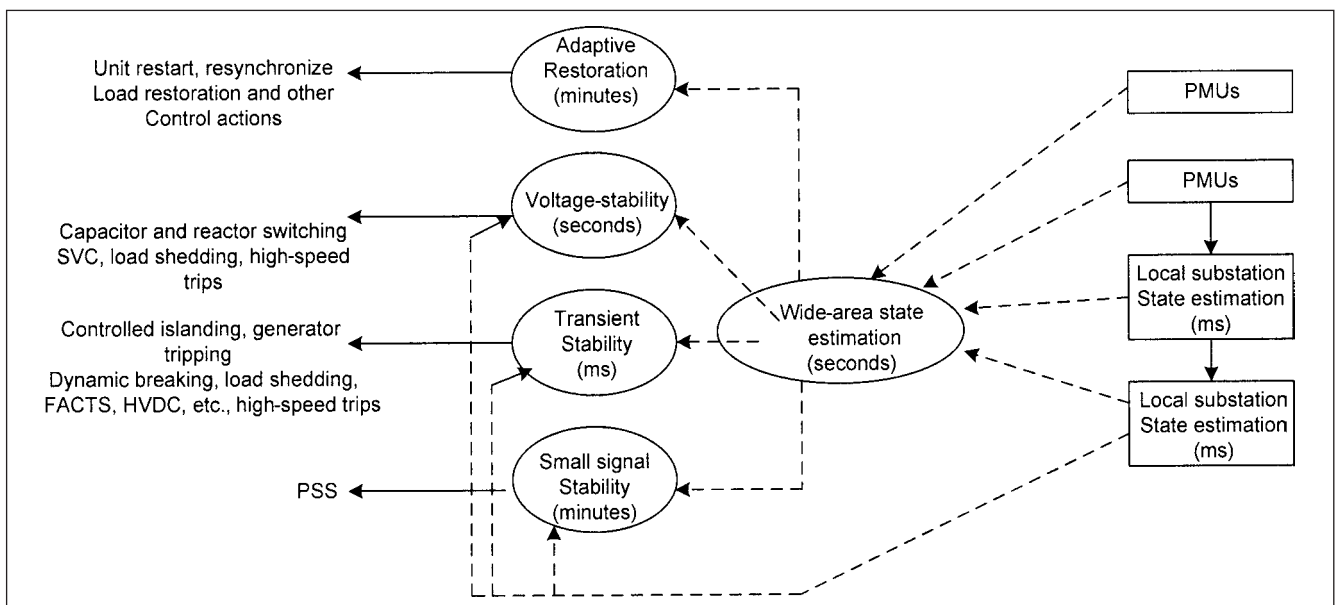 Unit restart, resynchronize
Load restoration and other
Control actions
Adaptive
Restoration
(minutes)
PMUs
Voltage-stability
(seconds)
Capacitor and reactor switching
SVC, load shedding, high-speed
trips
PMUs
Local substation
State estimation
(ms)
Wide-area state
estimation
(seconds)
Transient
Stability
(ms)
Controlled islanding, generator
tripping
Dynamic breaking, load shedding,
FACTS, HVDC, etc., high-speed trips
Local substation
State estimation
(ms)
Small signal
Stability
(minutes)
PSS